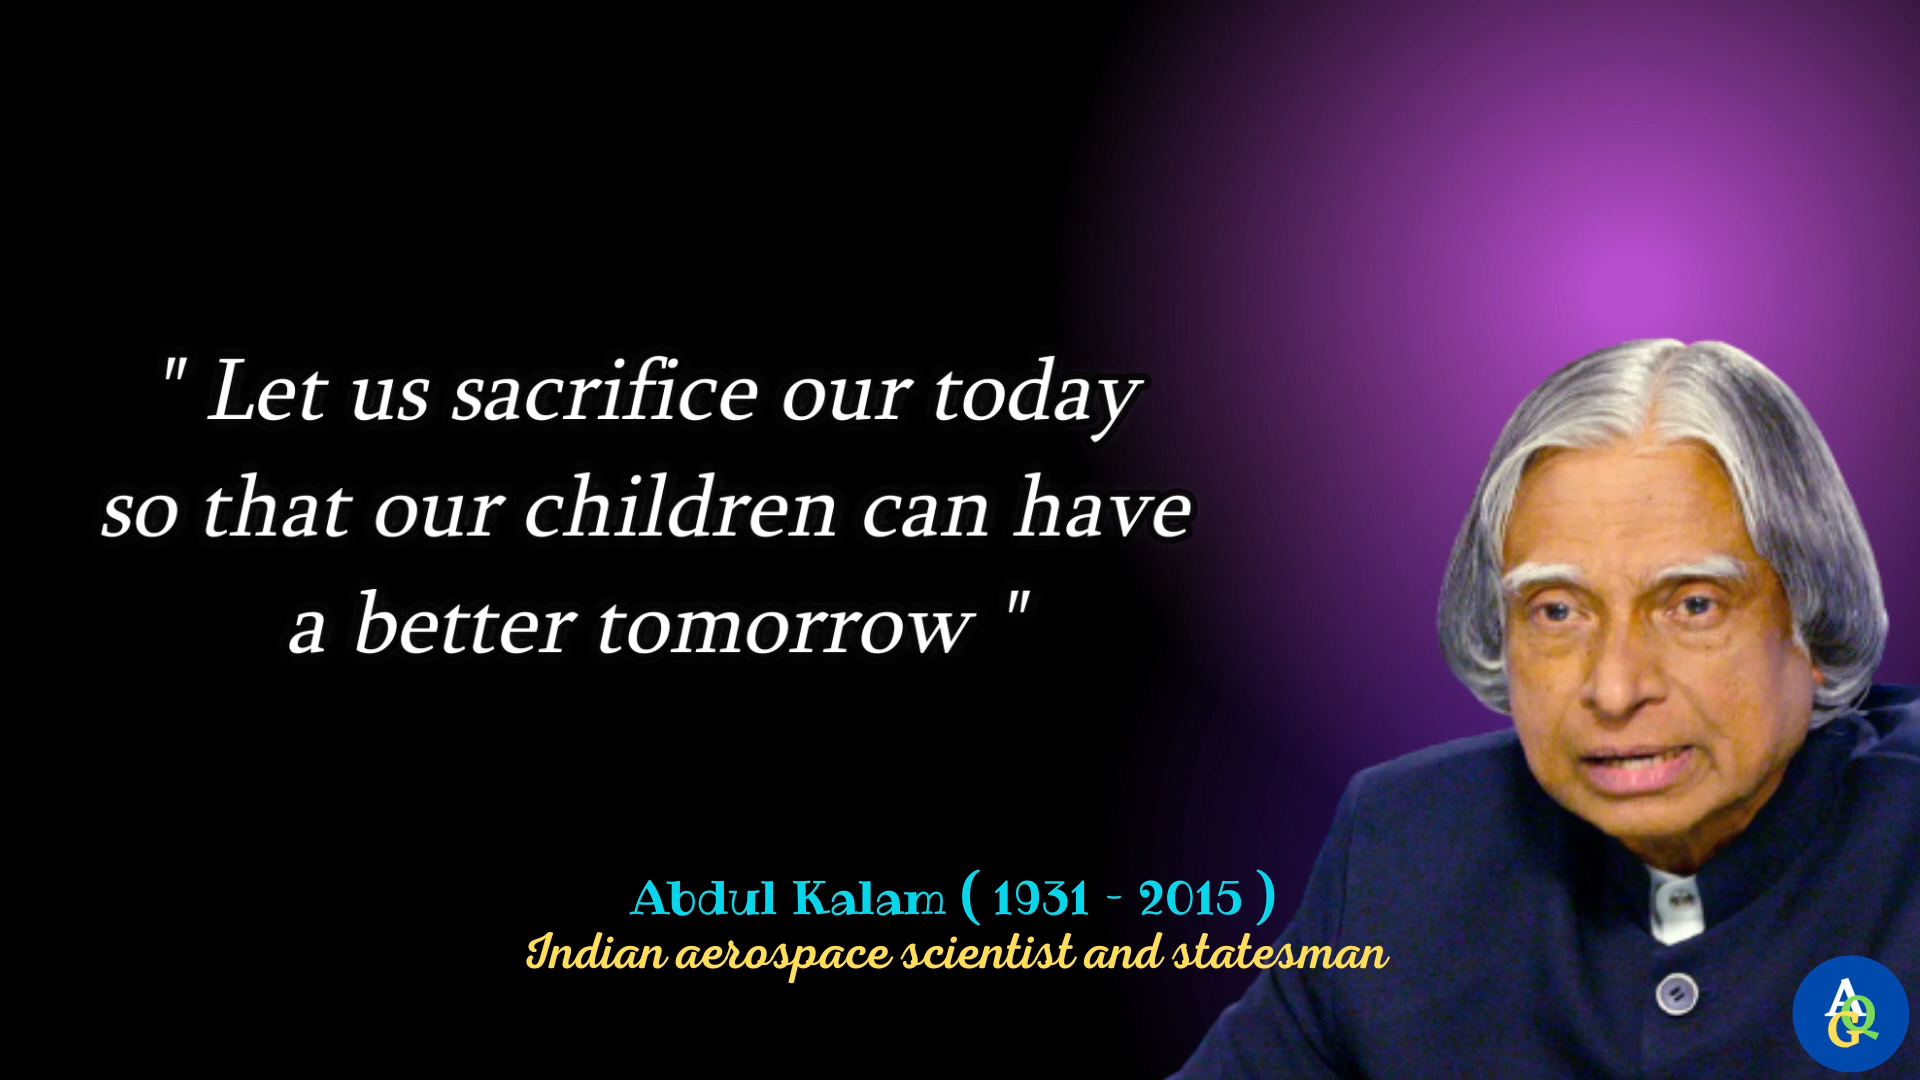 " Let us sacrifice our today
so that our children can have
a better tomorrow "
Abdul Kalam ( 1931 - 2015 )
Indian aerospace scientist and statesman
AQG